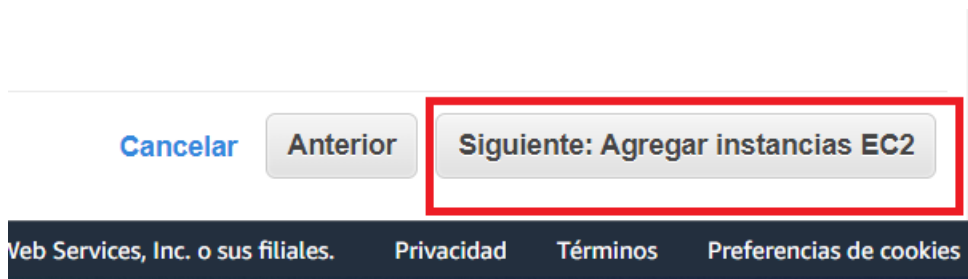 Cancelar Anterior Siguiente: Agregar instancias EC2
Web Services, Inc. o sus filiales. Privacidad Términos Preferencias de cookies